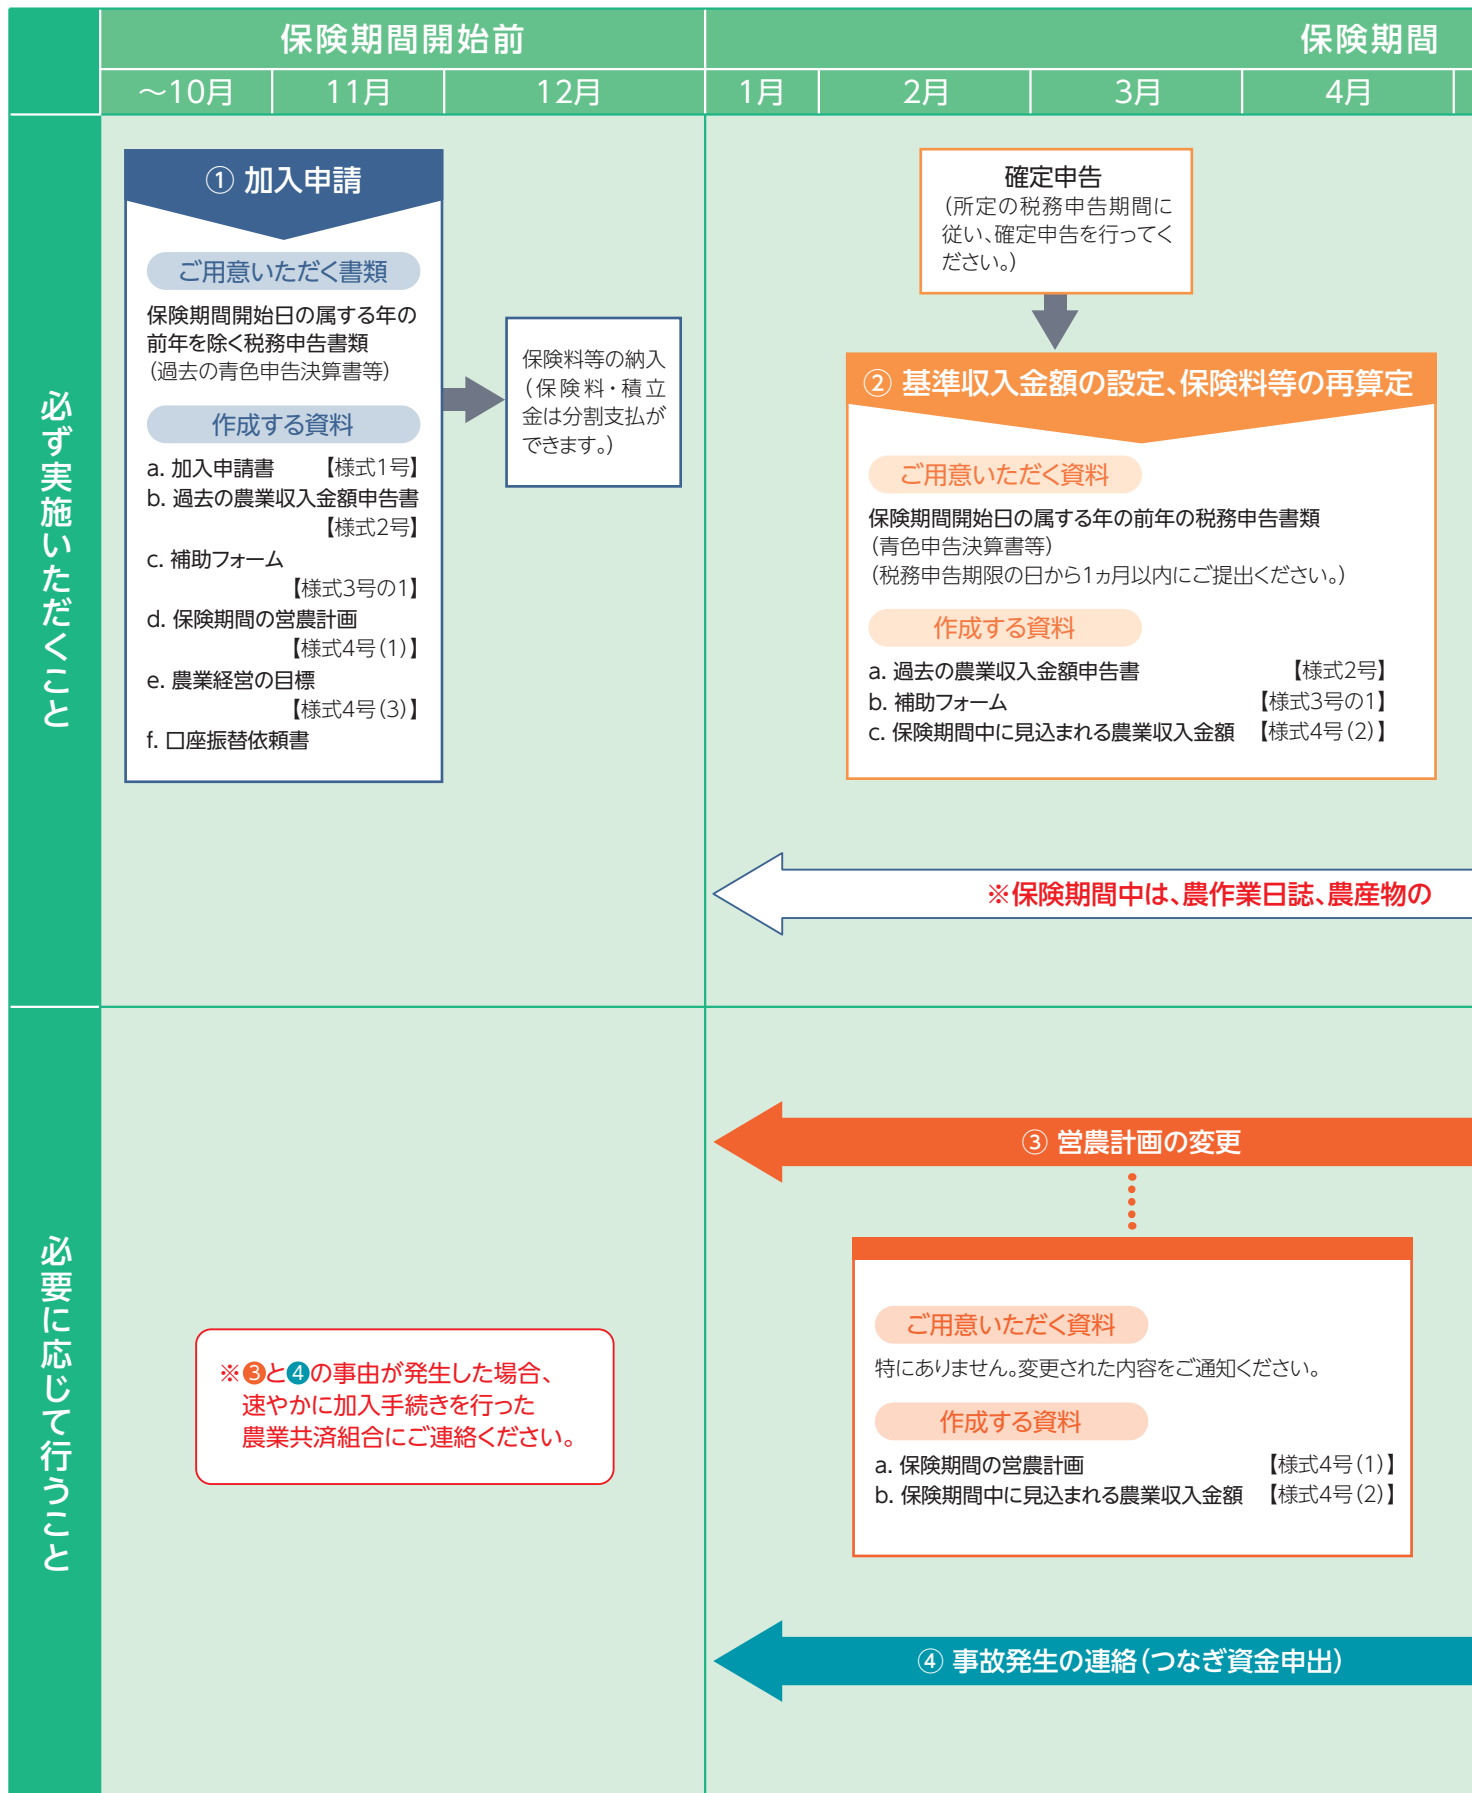 保険期間開始前
保険期間
～10月
11月
12月
1月
2月
3月
4月
必ず実施いただくこと
① 加入申請
ご用意いただく書類
保険期間開始日の属する年の
前年を除く税務申告書類
（過去の青色申告決算書等）
作成する資料
a. 加入申請書 【様式1号】
b. 過去の農業収入金額申告書
【様式2号】
c. 補助フォーム
【様式3号の1】
d. 保険期間の営農計画
【様式4号（1）】
e. 農業経営の目標
【様式4号（3）】
f. 口座振替依頼書
保険料等の納入
（保険料・積立
金は分割支払が
できます。）
確定申告
（所定の税務申告期間に
従い、確定申告を行ってく
ださい。）
② 基準収入金額の設定、保険料等の再算定
ご用意いただく資料
保険期間開始日の属する年の前年の税務申告書類
（青色申告決算書等）
（税務申告期限の日から1ヵ月以内にご提出ください。）
作成する資料
a. 過去の農業収入金額申告書 【様式2号】
b. 補助フォーム 【様式3号の1】
c. 保険期間中に見込まれる農業収入金額 【様式4号（2）】
※保険期間中は、農作業日誌、農産物の
必要に応じて行うこと
※❸と❹の事由が発生した場合、
速やかに加入手続きを行った
農業共済組合にご連絡ください。
③ 営農計画の変更
ご用意いただく資料
特にありません。変更された内容をご通知ください。
作成する資料
a. 保険期間の営農計画 【様式4号（1）】
b. 保険期間中に見込まれる農業収入金額 【様式4号（2）】
④ 事故発生の連絡（つなぎ資金申出）